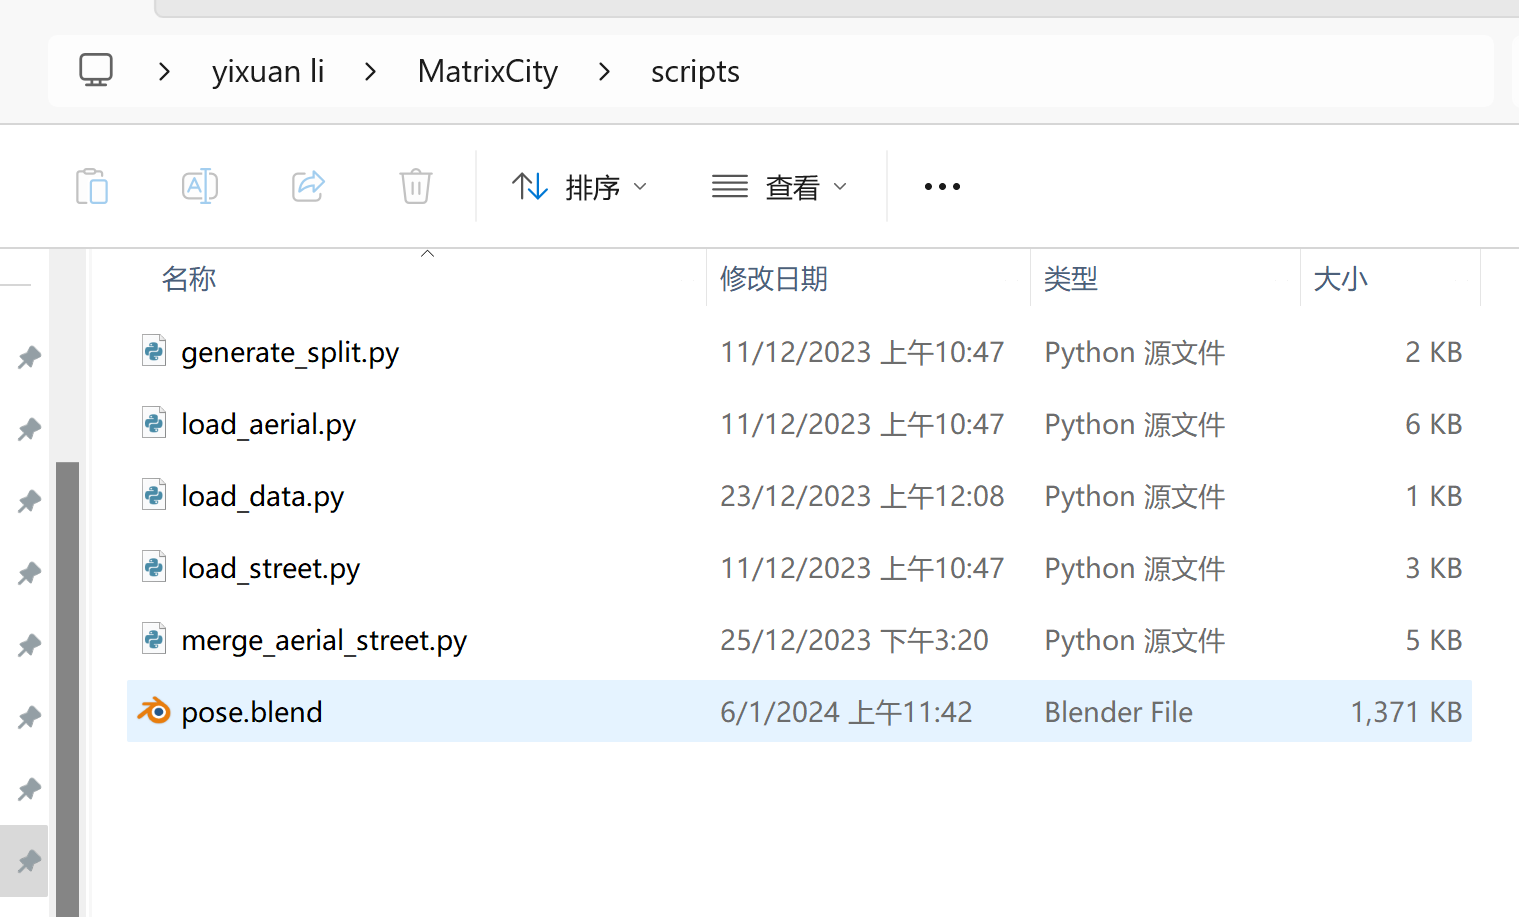 yixuan li > MatrixCity > scripts
排序 查看
名称 修改日期 类型 大小
generate_split.py 11/12/2023 上午10:47 Python 源文件 2 KB
load_aerial.py 11/12/2023 上午10:47 Python 源文件 6 KB
load_data.py 23/12/2023 上午12:08 Python 源文件 1 KB
load_street.py 11/12/2023 上午10:47 Python 源文件 3 KB
merge_aerial_street.py 25/12/2023 下午3:20 Python 源文件 5 KB
pose.blend 6/1/2024 上午11:42 Blender File 1,371 KB